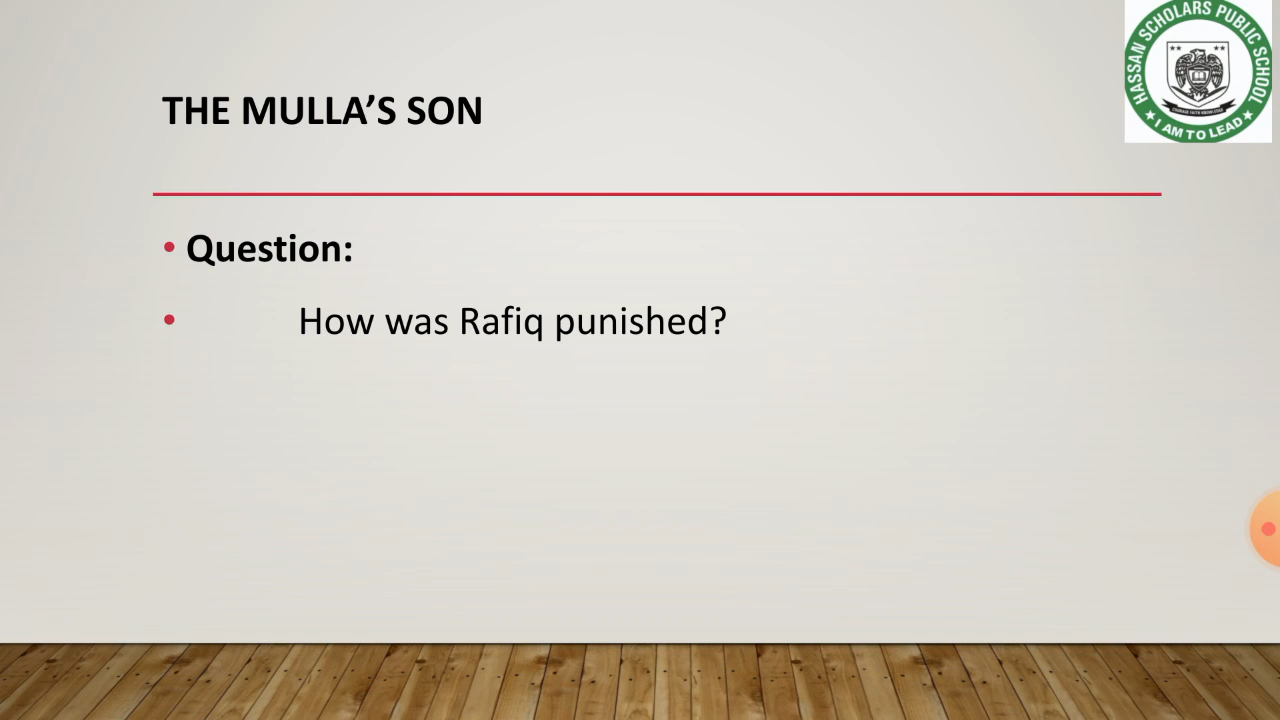 HASSAN SCHOLARS PUBLIC SCHOOL
I AM TO LEAD
THE MULLA’S SON
• Question:
• How was Rafiq punished?